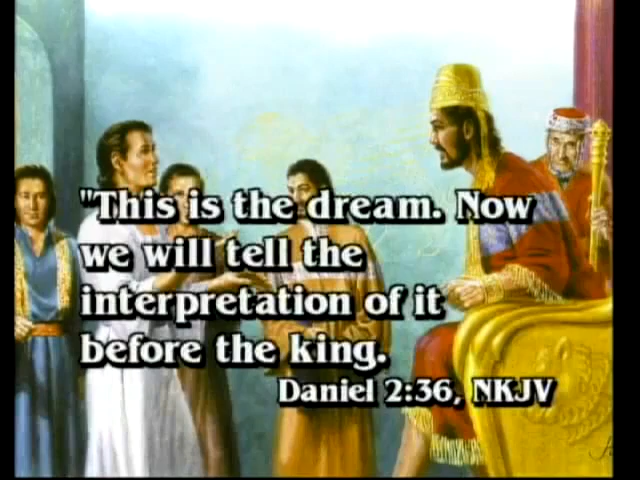 "This is the dream. Now
we will tell the
interpretation of it
before the king.
Daniel 2:36, NKJV